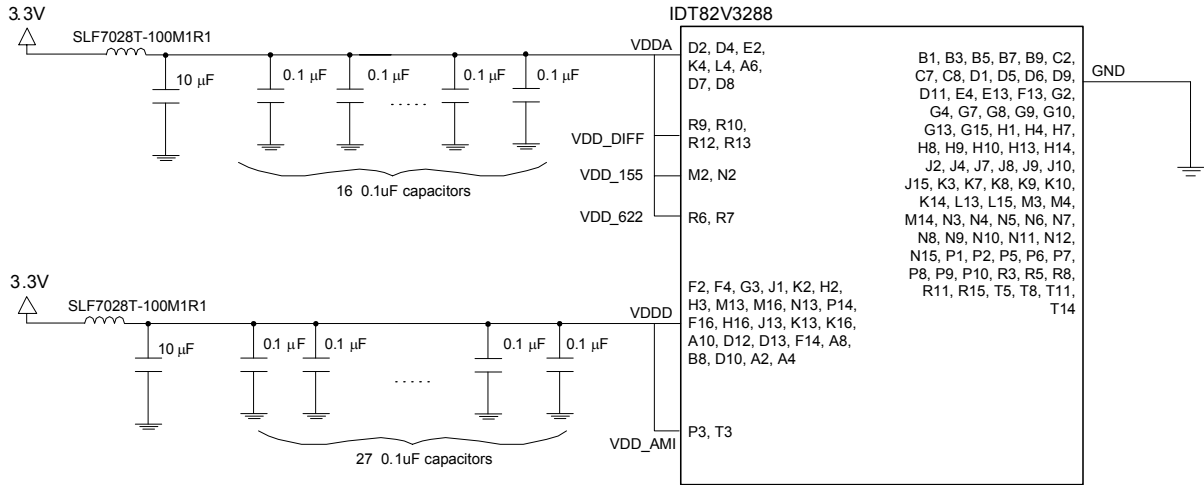 3.3V
SLF7028T-100M1R1
10 μF
0.1 μF
0.1 μF
0.1 μF
0.1 μF
.....
16 0.1uF capacitors
IDT82V3288
VDDA
D2, D4, E2,
K4, L4, A6,
D7, D8
VDD_DIFF
R9, R10,
R12, R13
VDD_155
M2, N2
VDD_622
R6, R7
B1, B3, B5, B7, B9, C2,
C7, C8, D1, D5, D6, D9,
D11, E4, E13, F13, G2,
G4, G7, G8, G9, G10,
G13, G15, H1, H4, H7,
H8, H9, H10, H13, H14,
J2, J4, J7, J8, J9, J10,
J15, K3, K7, K8, K9, K10,
K14, L13, L15, M3, M4,
M14, N3, N4, N5, N6, N7,
N8, N9, N10, N11, N12,
N15, P1, P2, P5, P6, P7,
P8, P9, P10, R3, R5, R8,
R11, R15, T5, T8, T11,
T14
GND
3.3V
SLF7028T-100M1R1
10 μF
0.1 μF
0.1 μF
0.1 μF
0.1 μF
.....
27 0.1uF capacitors
VDDD
F2, F4, G3, J1, K2, H2,
H3, M13, M16, N13, P14,
F16, H16, J13, K13, K16,
A10, D12, D13, F14, A8,
B8, D10, A2, A4
VDD_AMI
P3, T3